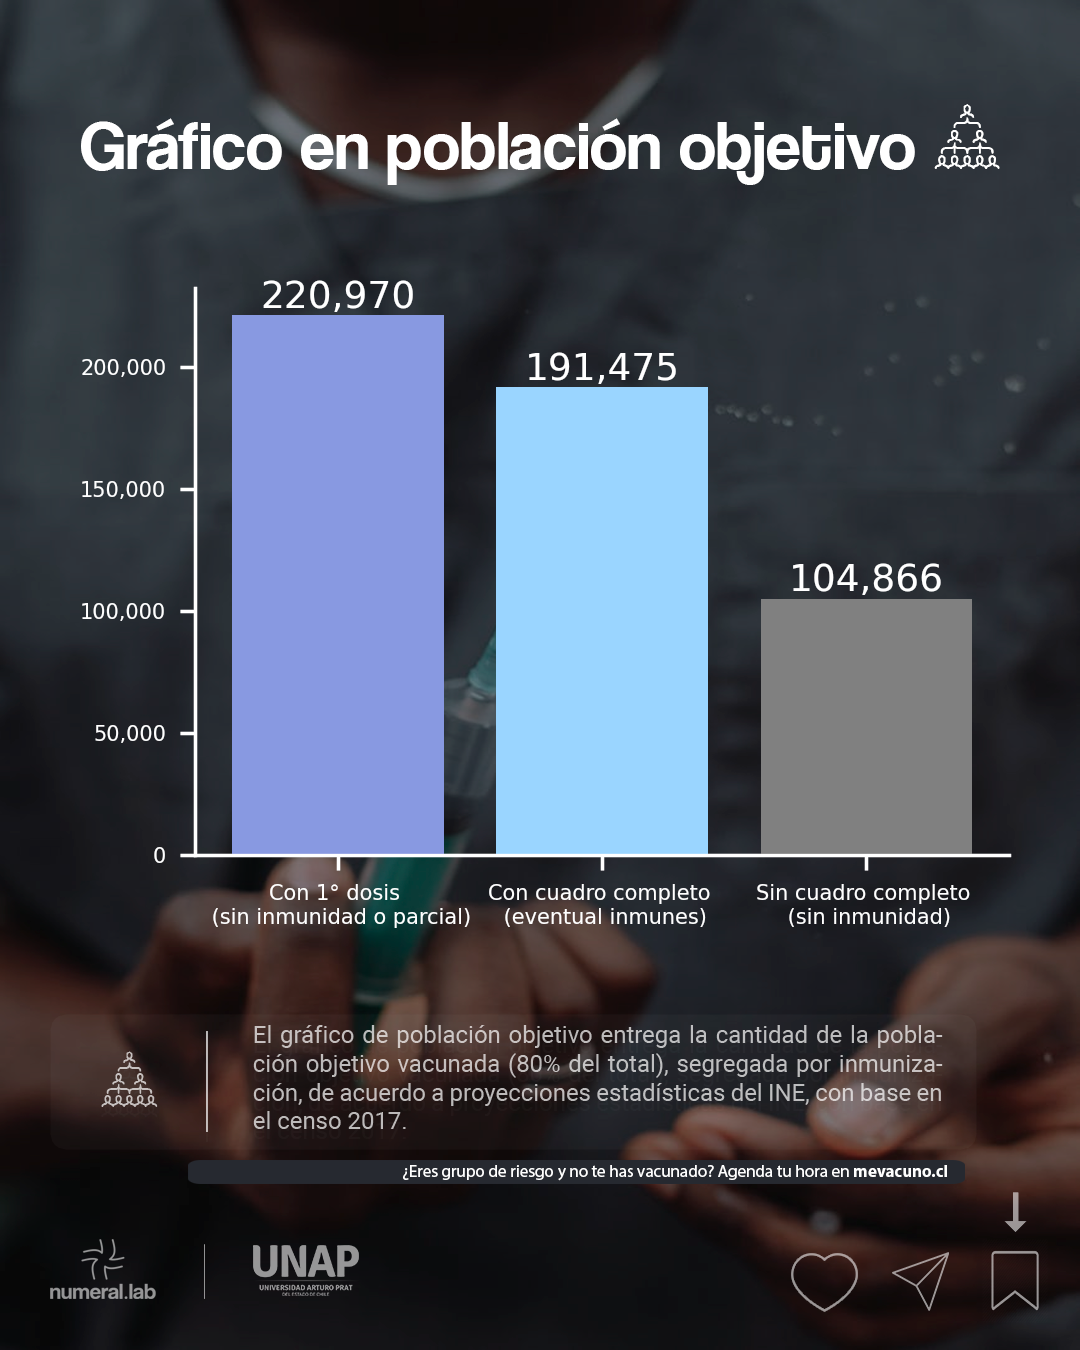 Gráfico en población objetivo
220,970
191,475
104,866
200,000
150,000
100,000
50,000
0
Con 1° dosis
(sin inmunidad o parcial)
Con cuadro completo
(eventual inmunes)
Sin cuadro completo
(sin inmunidad)
El gráfico de población objetivo entrega la cantidad de la pobla-
ción objetivo vacunada (80% del total), segregada por inmuniza-
ción, de acuerdo a proyecciones estadísticas del INE, con base en
el censo 2017.
¿Eres grupo de riesgo y no te has vacunado? Agenda tu hora en mevacuno.cl
numeral.lab
UNAP
UNIVERSIDAD ARTURO PRAT
DEL ESTADO DE CHILE